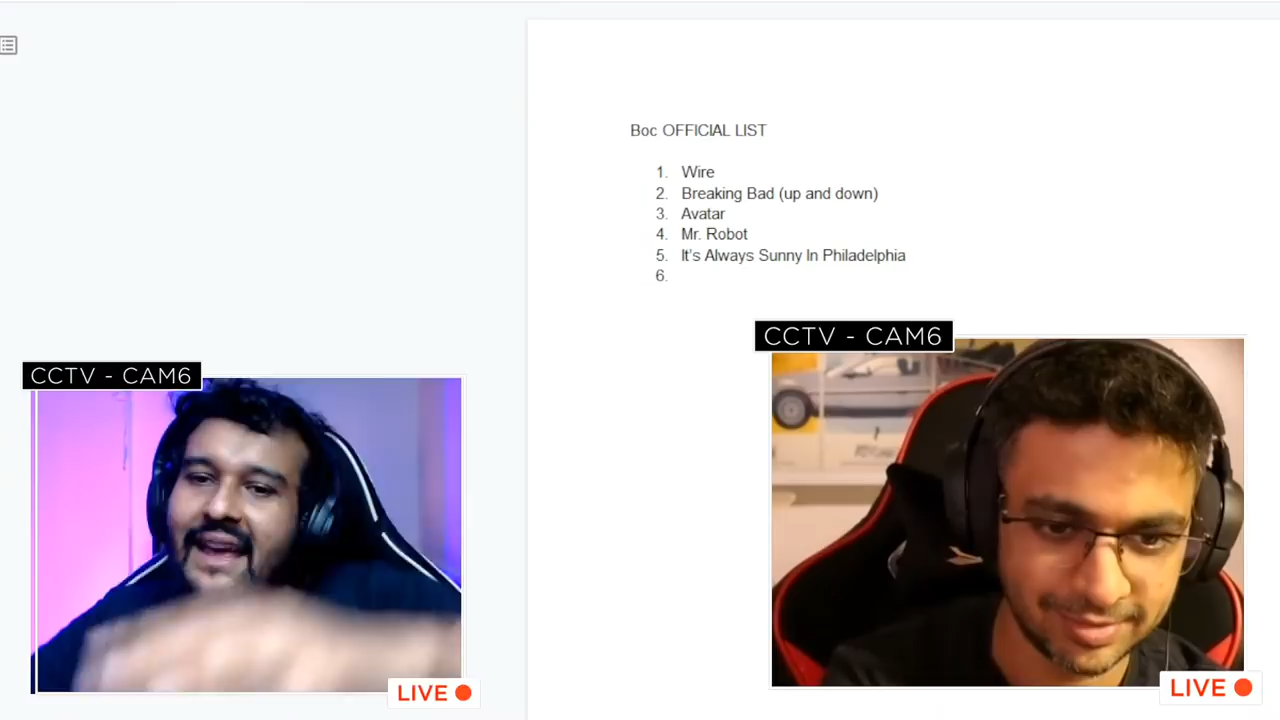 Boc OFFICIAL LIST
1. Wire
2. Breaking Bad (up and down)
3. Avatar
4. Mr. Robot
5. It's Always Sunny In Philadelphia
6.
CCTV - CAM6
CCTV - CAM6
LIVE
LIVE